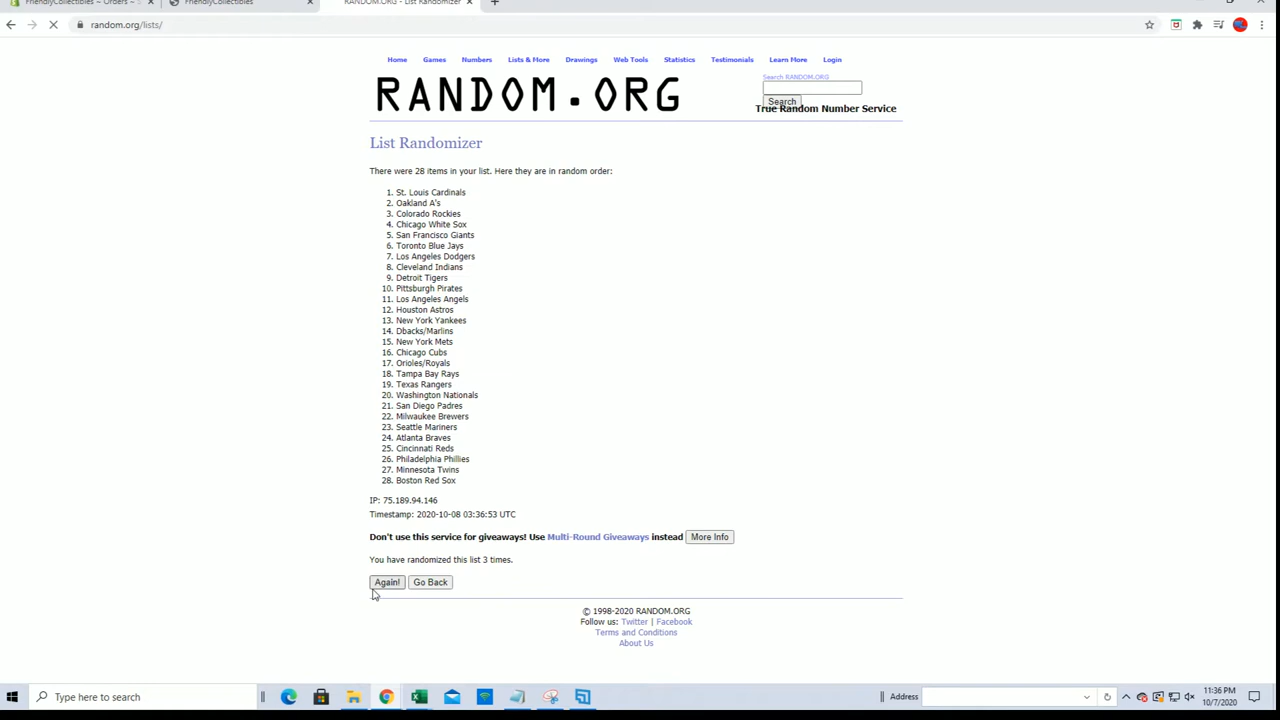 FriendlyCollectibles – Orders –
FriendlyCollectibles
RANDOM.ORG - List Randomizer
random.org/lists/
Home Games Numbers Lists & More Drawings Web Tools Statistics Testimonials Learn More Login
RANDOM.ORG
Search RANDOM.ORG
Search
True Random Number Service
List Randomizer
There were 28 items in your list. Here they are in random order:
1. St. Louis Cardinals
2. Oakland A's
3. Colorado Rockies
4. Chicago White Sox
5. San Francisco Giants
6. Toronto Blue Jays
7. Los Angeles Dodgers
8. Cleveland Indians
9. Detroit Tigers
10. Pittsburgh Pirates
11. Los Angeles Angels
12. Houston Astros
13. New York Yankees
14. Dbacks/Marlins
15. New York Mets
16. Chicago Cubs
17. Orioles/Royals
18. Tampa Bay Rays
19. Texas Rangers
20. Washington Nationals
21. San Diego Padres
22. Milwaukee Brewers
23. Seattle Mariners
24. Atlanta Braves
25. Cincinnati Reds
26. Philadelphia Phillies
27. Minnesota Twins
28. Boston Red Sox
IP: 75.189.94.146
Timestamp: 2020-10-08 03:36:53 UTC
Don't use this service for giveaways! Use Multi-Round Giveaways instead More Info
You have randomized this list 3 times.
Again! Go Back
© 1998-2020 RANDOM.ORG
Follow us: Twitter | Facebook
Terms and Conditions
About Us
Type here to search
Address
11:36 PM
10/7/2020